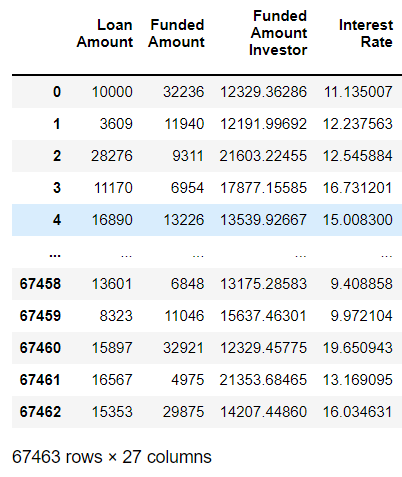 Loan Amount Funded Amount Funded Amount Investor Interest Rate
0 10000 32236 12329.36286 11.135007
1 3609 11940 12191.99692 12.237563
2 28276 9311 21603.22455 12.545884
3 11170 6954 17877.15585 16.731201
4 16890 13226 13539.92667 15.008300
... ... ... ... ...
67458 13601 6848 13175.28583 9.408858
67459 8323 11046 15637.46301 9.972104
67460 15897 32921 12329.45775 19.650943
67461 16567 4975 21353.68465 13.169095
67462 15353 29875 14207.44860 16.034631
67463 rows × 27 columns